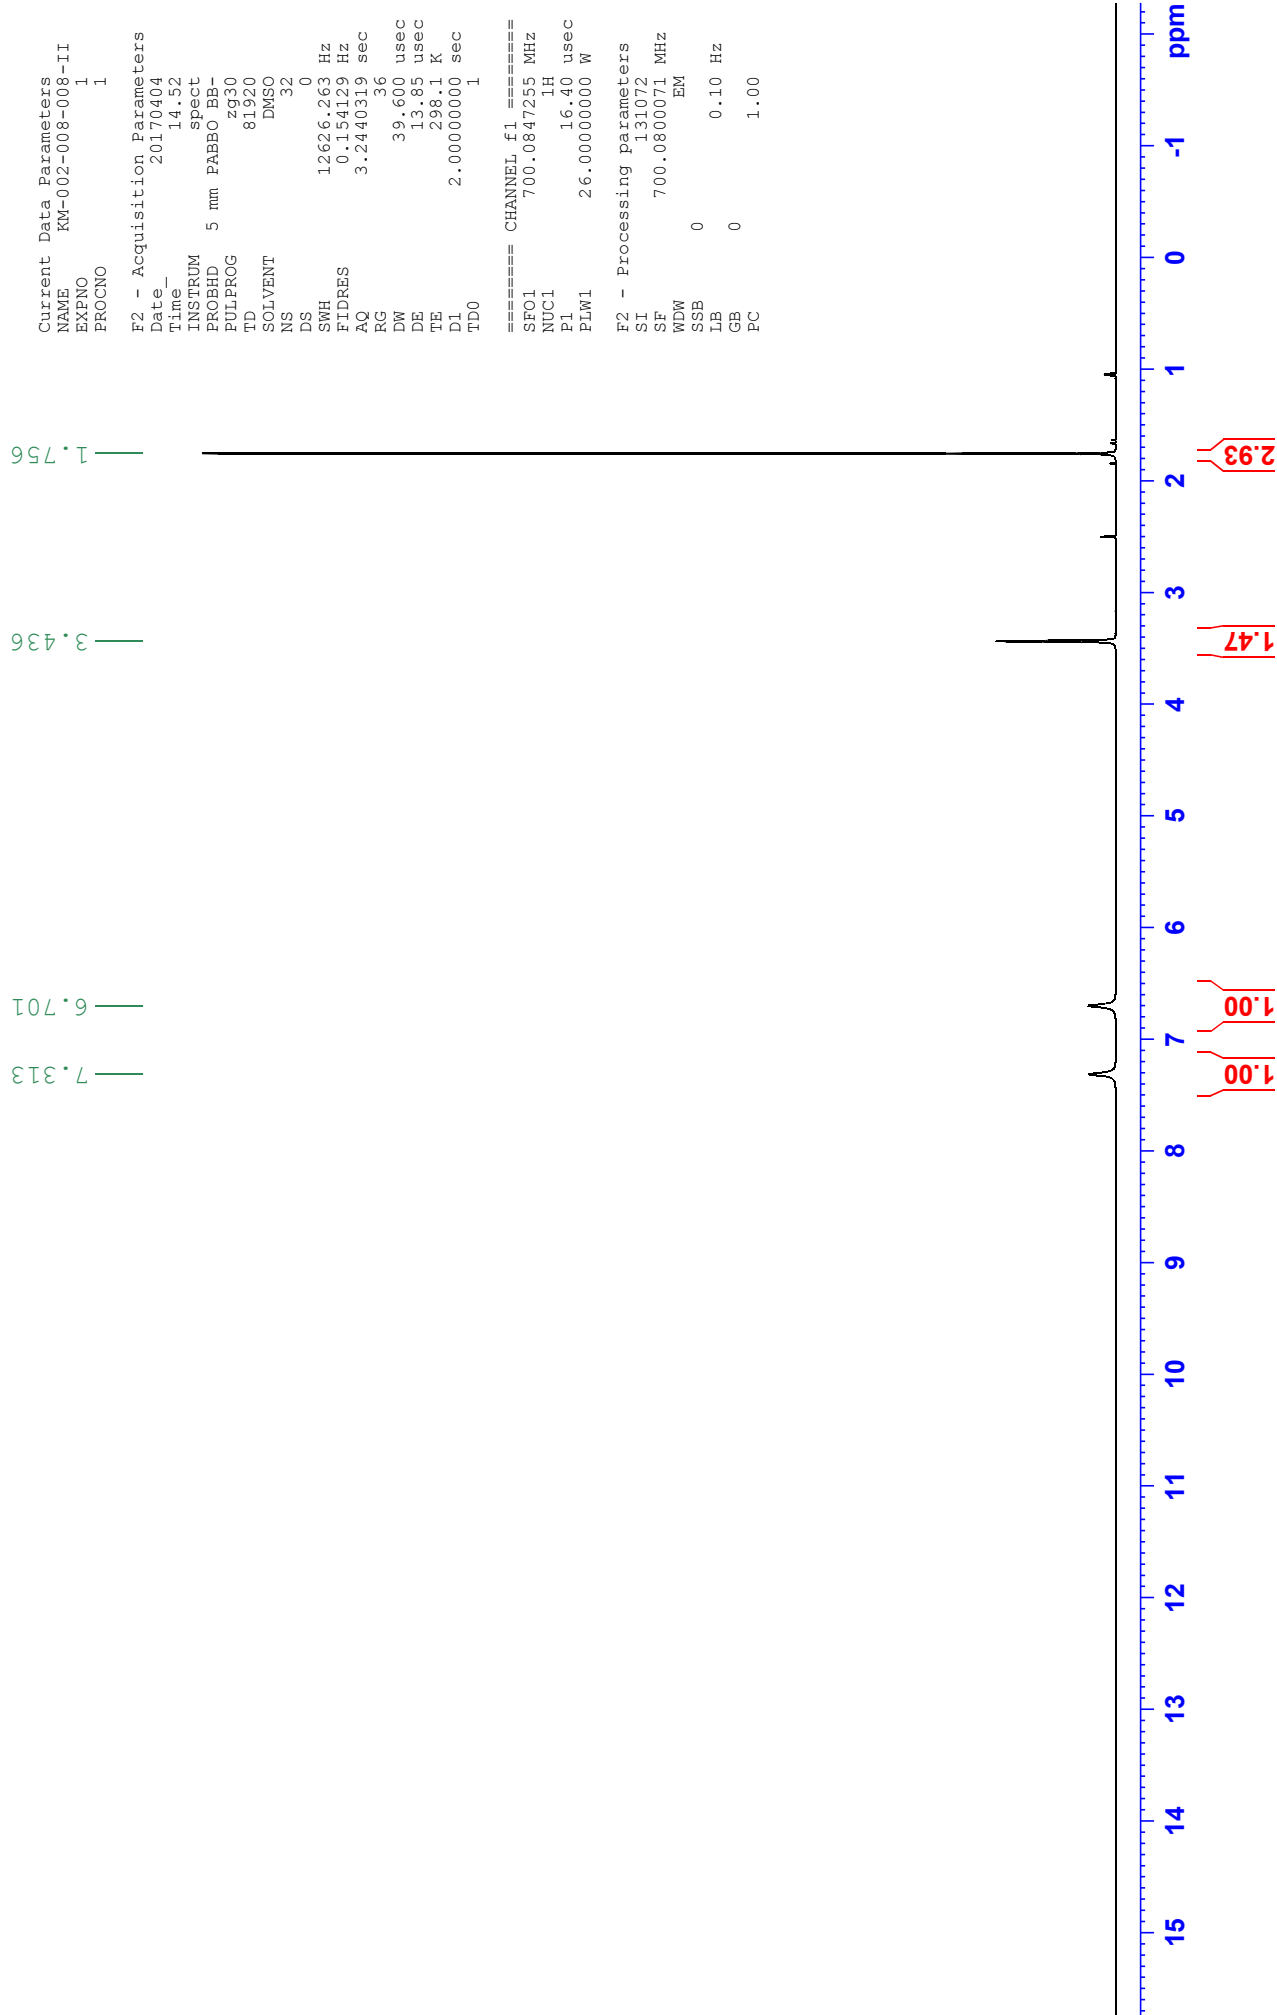 Current Data Parameters
NAME KM-002-008-008-II
EXPNO 1
PROCNO 1
F2 - Acquisition Parameters
Date_ 20170404
Time 14.52
INSTRUM spect
PROBHD 5 mm PABBO BB-
PULPROG zg30
TD 81920
SOLVENT DMSO
NS 32
DS 0
SWH 12626.263 Hz
FIDRES 0.154129 Hz
AQ 3.2440319 sec
RG 36
DW 39.600 usec
DE 13.85 usec
TE 298.1 K
D1 2.00000000 sec
TD0 1
======== CHANNEL f1 ========
SFO1 700.0847255 MHz
NUC1 1H
P1 16.40 usec
PLW1 26.00000000 W
F2 - Processing parameters
SI 131072
SF 700.0800071 MHz
WDW EM
SSB 0
LB 0.10 Hz
GB 0
PC 1.00
7.313
6.701
3.436
1.756
15 14 13 12 11 10 9 8 7 6 5 4 3 2 1 0 -1 ppm
1.00
1.00
1.47
2.93